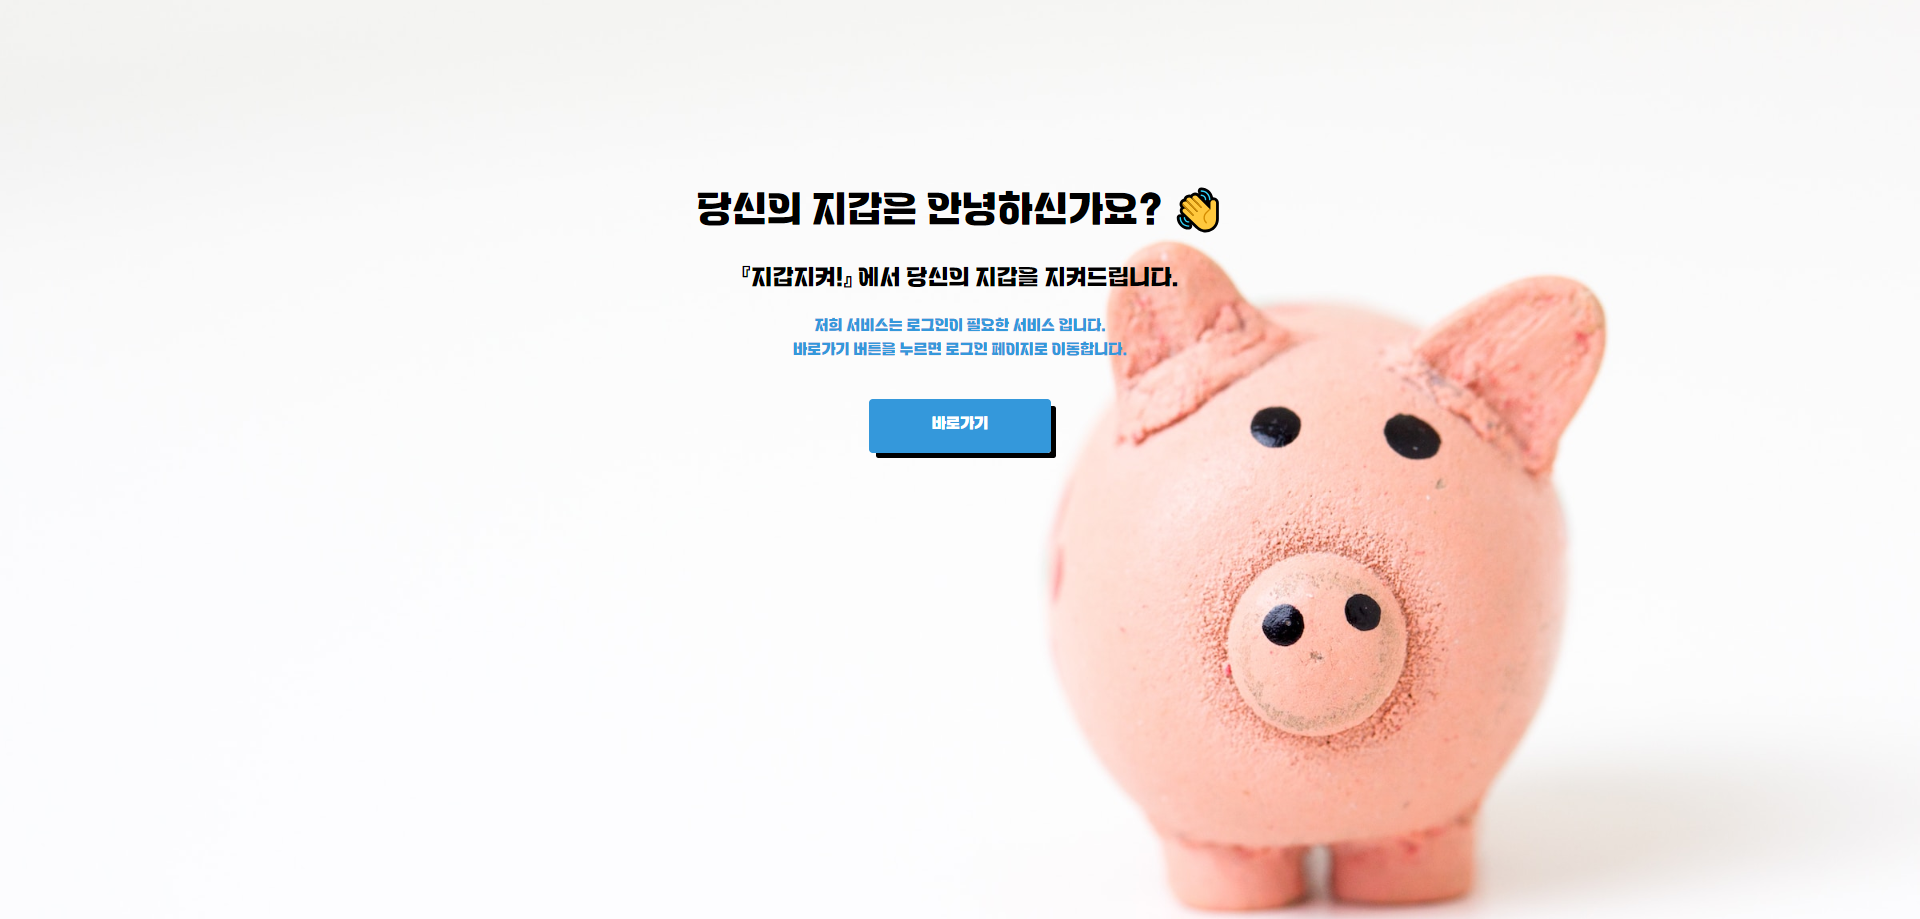 당신의 지갑은 안녕하신가요? 👋
『지갑지켜!』에서 당신의 지갑을 지켜드립니다.
저희 서비스는 로그인이 필요한 서비스 입니다.
바로가기 버튼을 누르면 로그인 페이지로 이동합니다.
바로가기